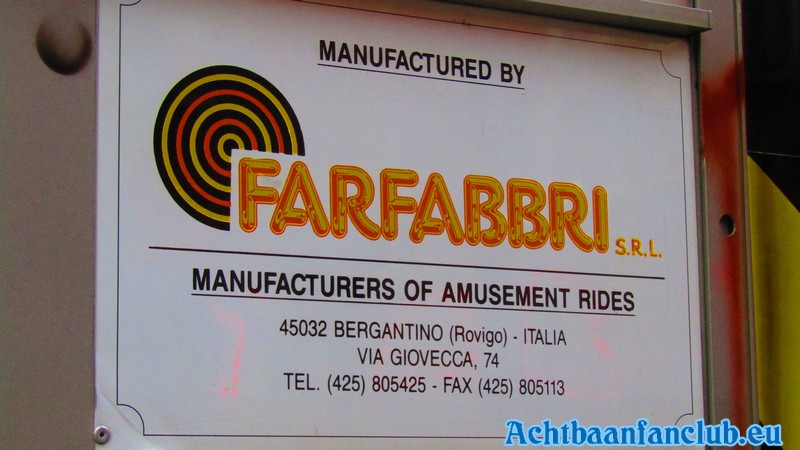 MANUFACTURED BY
FARFABBRI S.R.L.
MANUFACTURERS OF AMUSEMENT RIDES
45032 BERGANTINO (Rovigo) - ITALIA
VIA GIOVECCA, 74
TEL. (425) 805425 - FAX (425) 805113
Achtbaanfanclub.eu